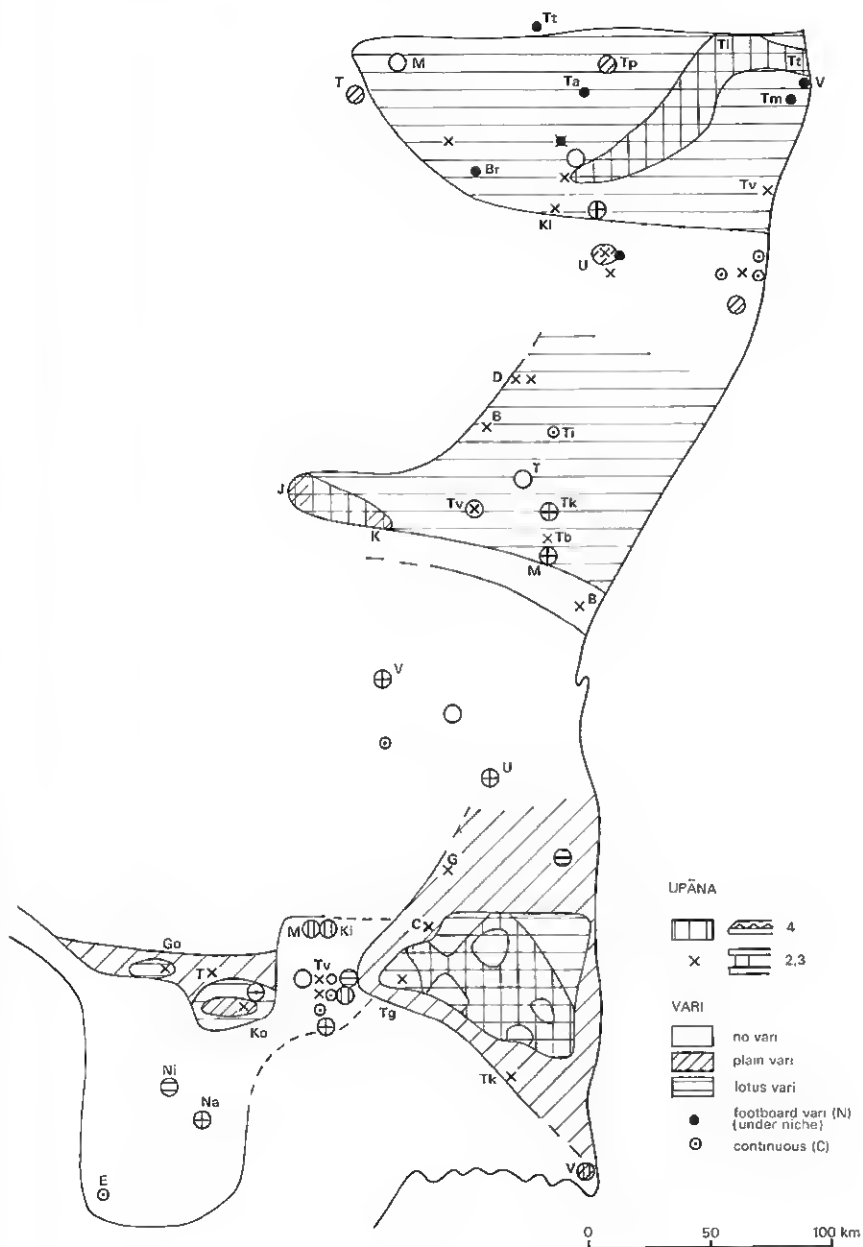 Tt
Tl
M
Tp
Tt
T
Ta
V
Tm
Br
Tv
Kl
U
D
B
Ti
T
J
Tv
Tk
K
Tb
M
B
V
U
G
C
M Ki
Go
T
Tv
Ko
Tg
Tk
Ni
Na
V
E
UPĀNA
4
2,3
VARI
no vari
plain vari
lotus vari
footboard vari (N)
(under niche)
continuous (C)
0 50 100 km